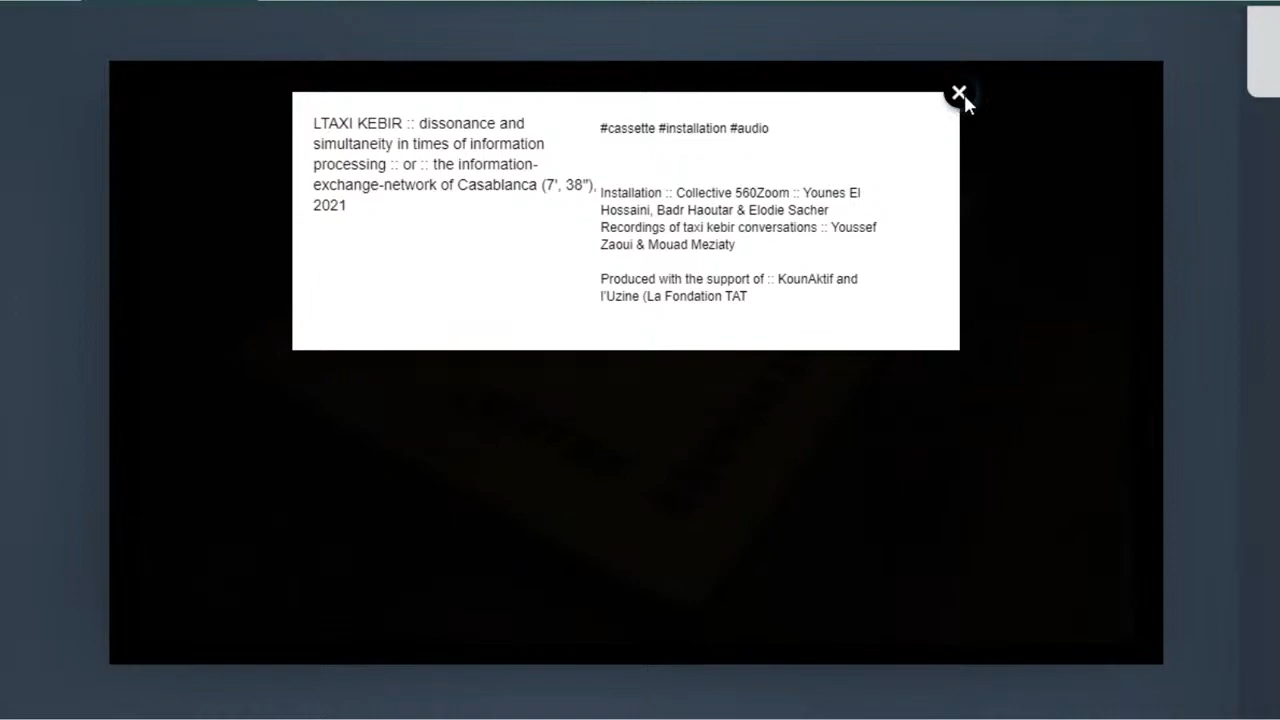 LTAXI KEBIR :: dissonance and
simultaneity in times of information
processing :: or :: the information-
exchange-network of Casablanca (7', 38"),
2021
#cassette #installation #audio
Installation :: Collective 560Zoom :: Younes El
Hossaini, Badr Haoutar & Elodie Sacher
Recordings of taxi kebir conversations :: Youssef
Zaoui & Mouad Meziaty
Produced with the support of :: KounAktif and
l'Uzine (La Fondation TAT